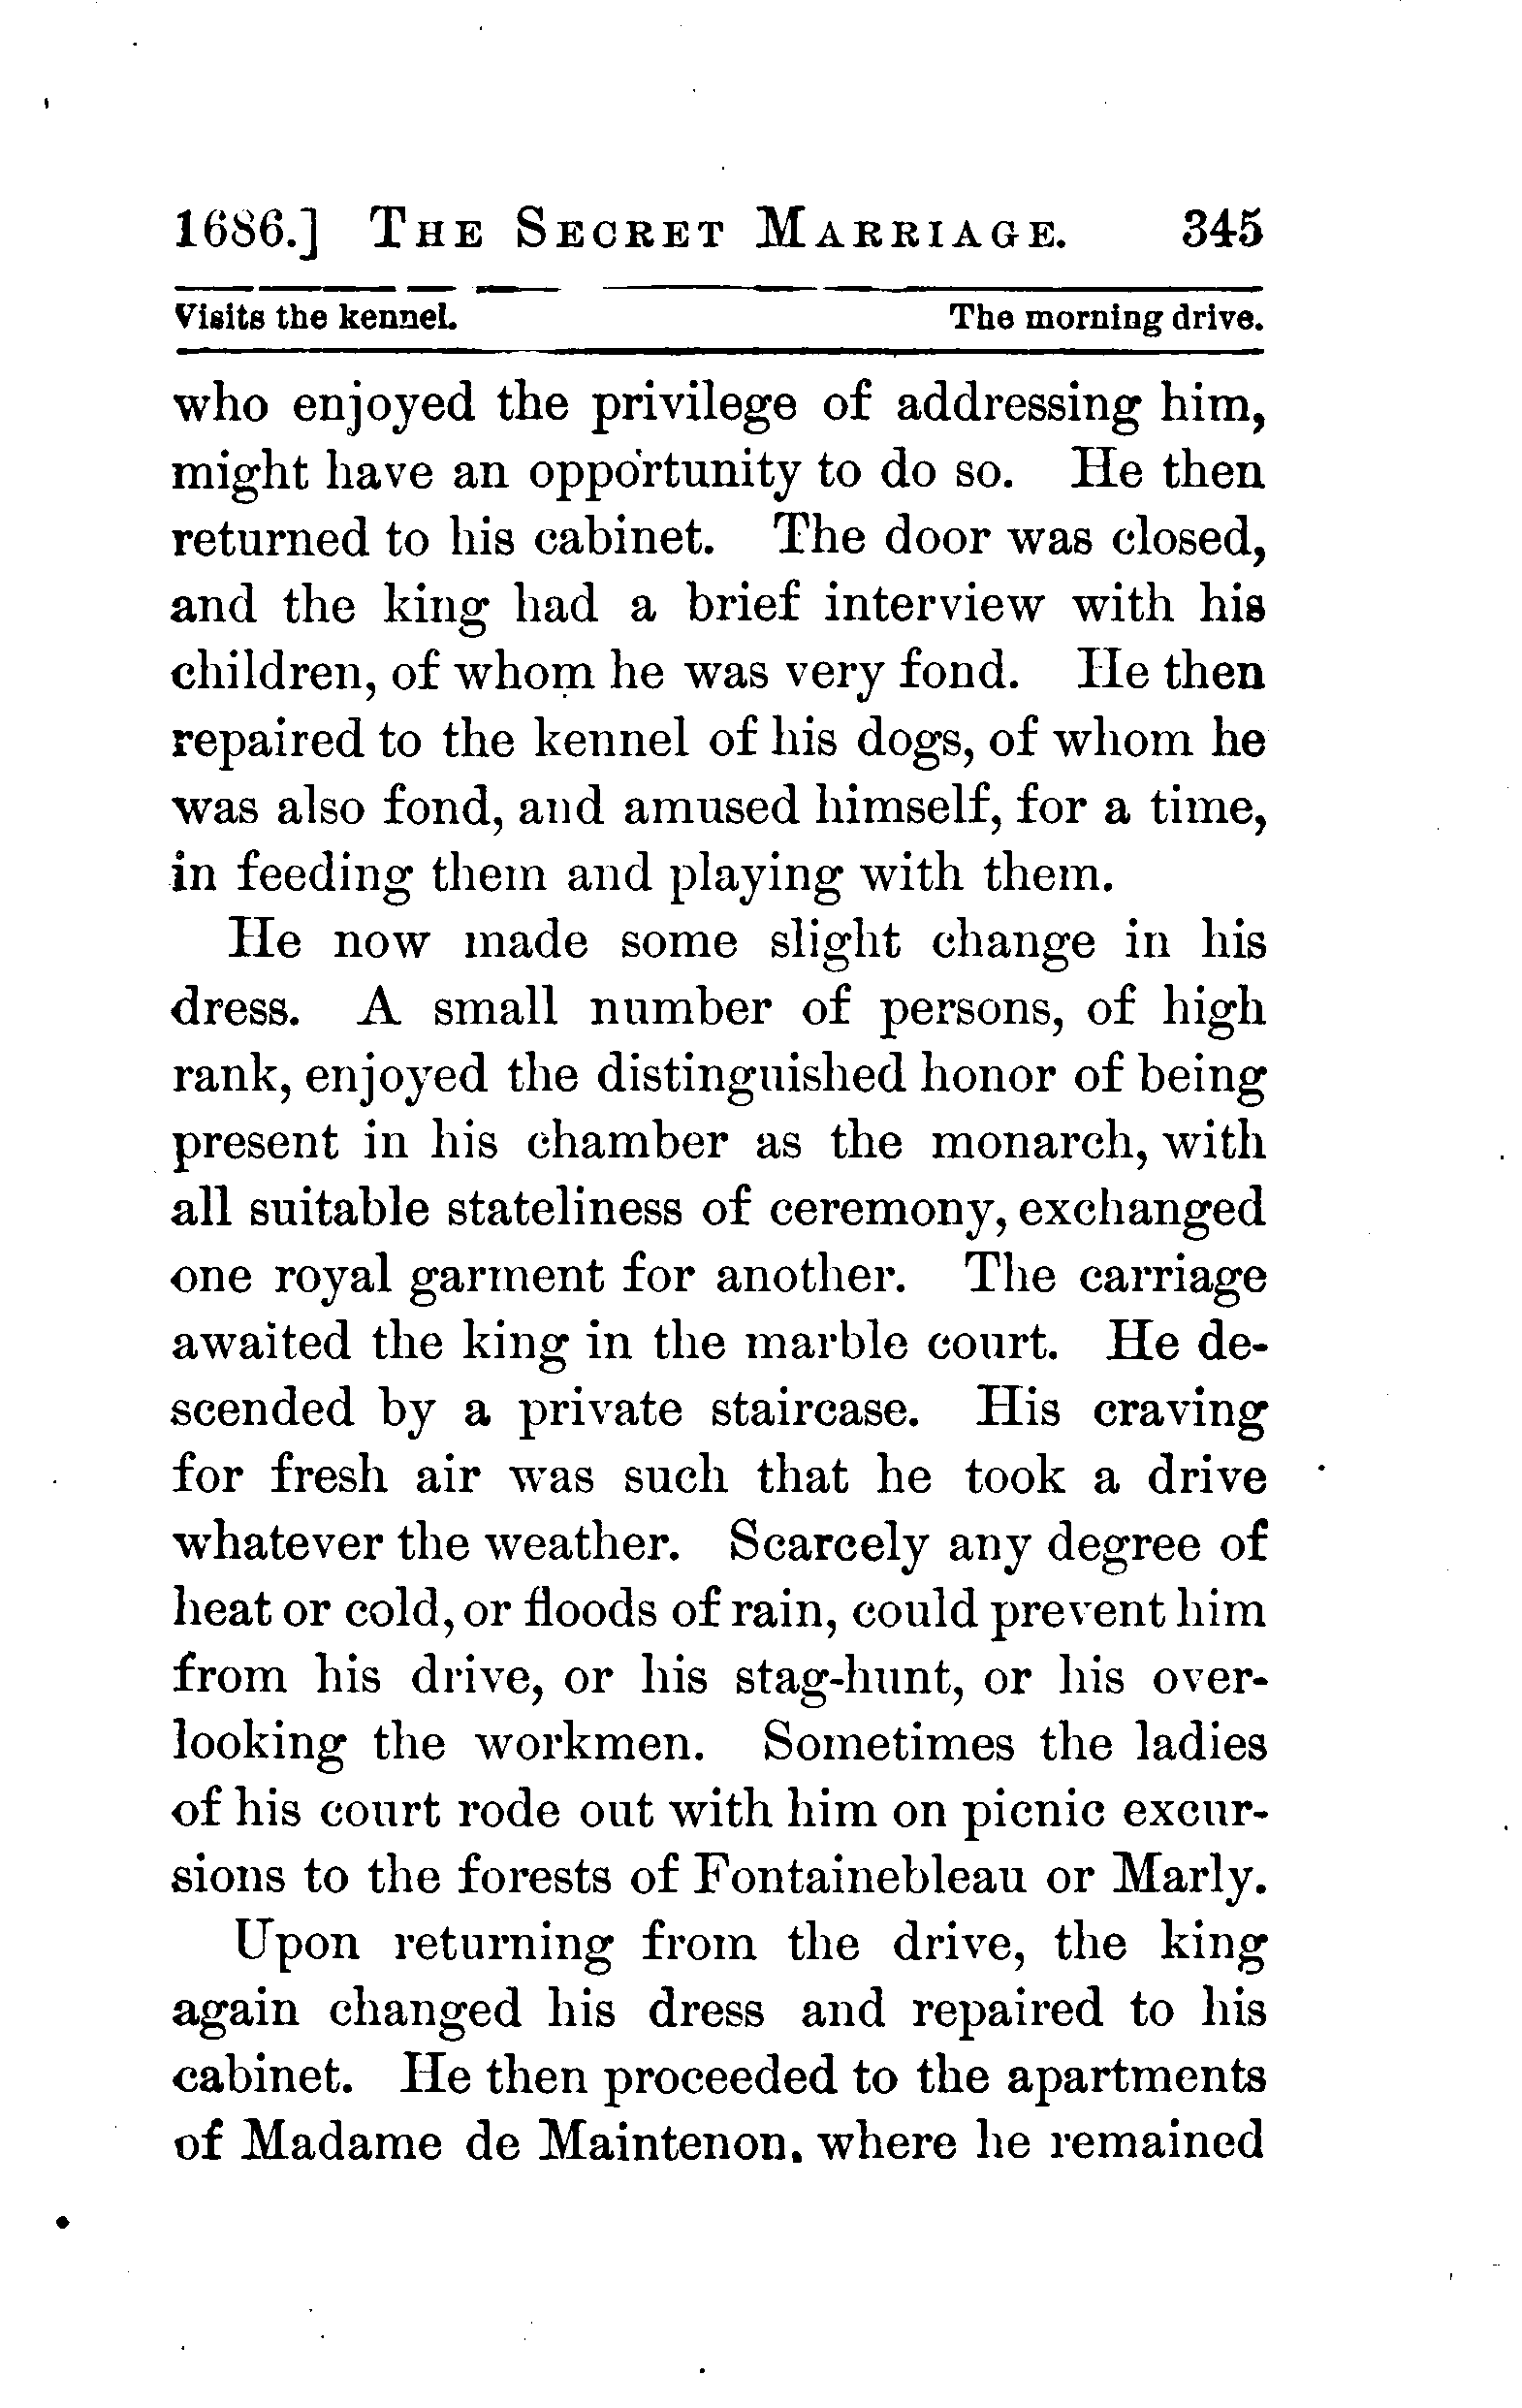 1686.] THE SECRET MARRIAGE. 345
Visits the kennel. The morning drive.
who enjoyed the privilege of addressing him,
might have an opportunity to do so. He then
returned to his cabinet. The door was closed,
and the king had a brief interview with his
children, of whom he was very fond. He then
repaired to the kennel of his dogs, of whom he
was also fond, and amused himself, for a time,
in feeding them and playing with them.
He now made some slight change in his
dress. A small number of persons, of high
rank, enjoyed the distinguished honor of being
present in his chamber as the monarch, with
all suitable stateliness of ceremony, exchanged
one royal garment for another. The carriage
awaited the king in the marble court. He de-
scended by a private staircase. His craving
for fresh air was such that he took a drive
whatever the weather. Scarcely any degree of
heat or cold, or floods of rain, could prevent him
from his drive, or his stag-hunt, or his over-
looking the workmen. Sometimes the ladies
of his court rode out with him on picnic excur-
sions to the forests of Fontainebleau or Marly.
Upon returning from the drive, the king
again changed his dress and repaired to his
cabinet. He then proceeded to the apartments
of Madame de Maintenon, where he remained